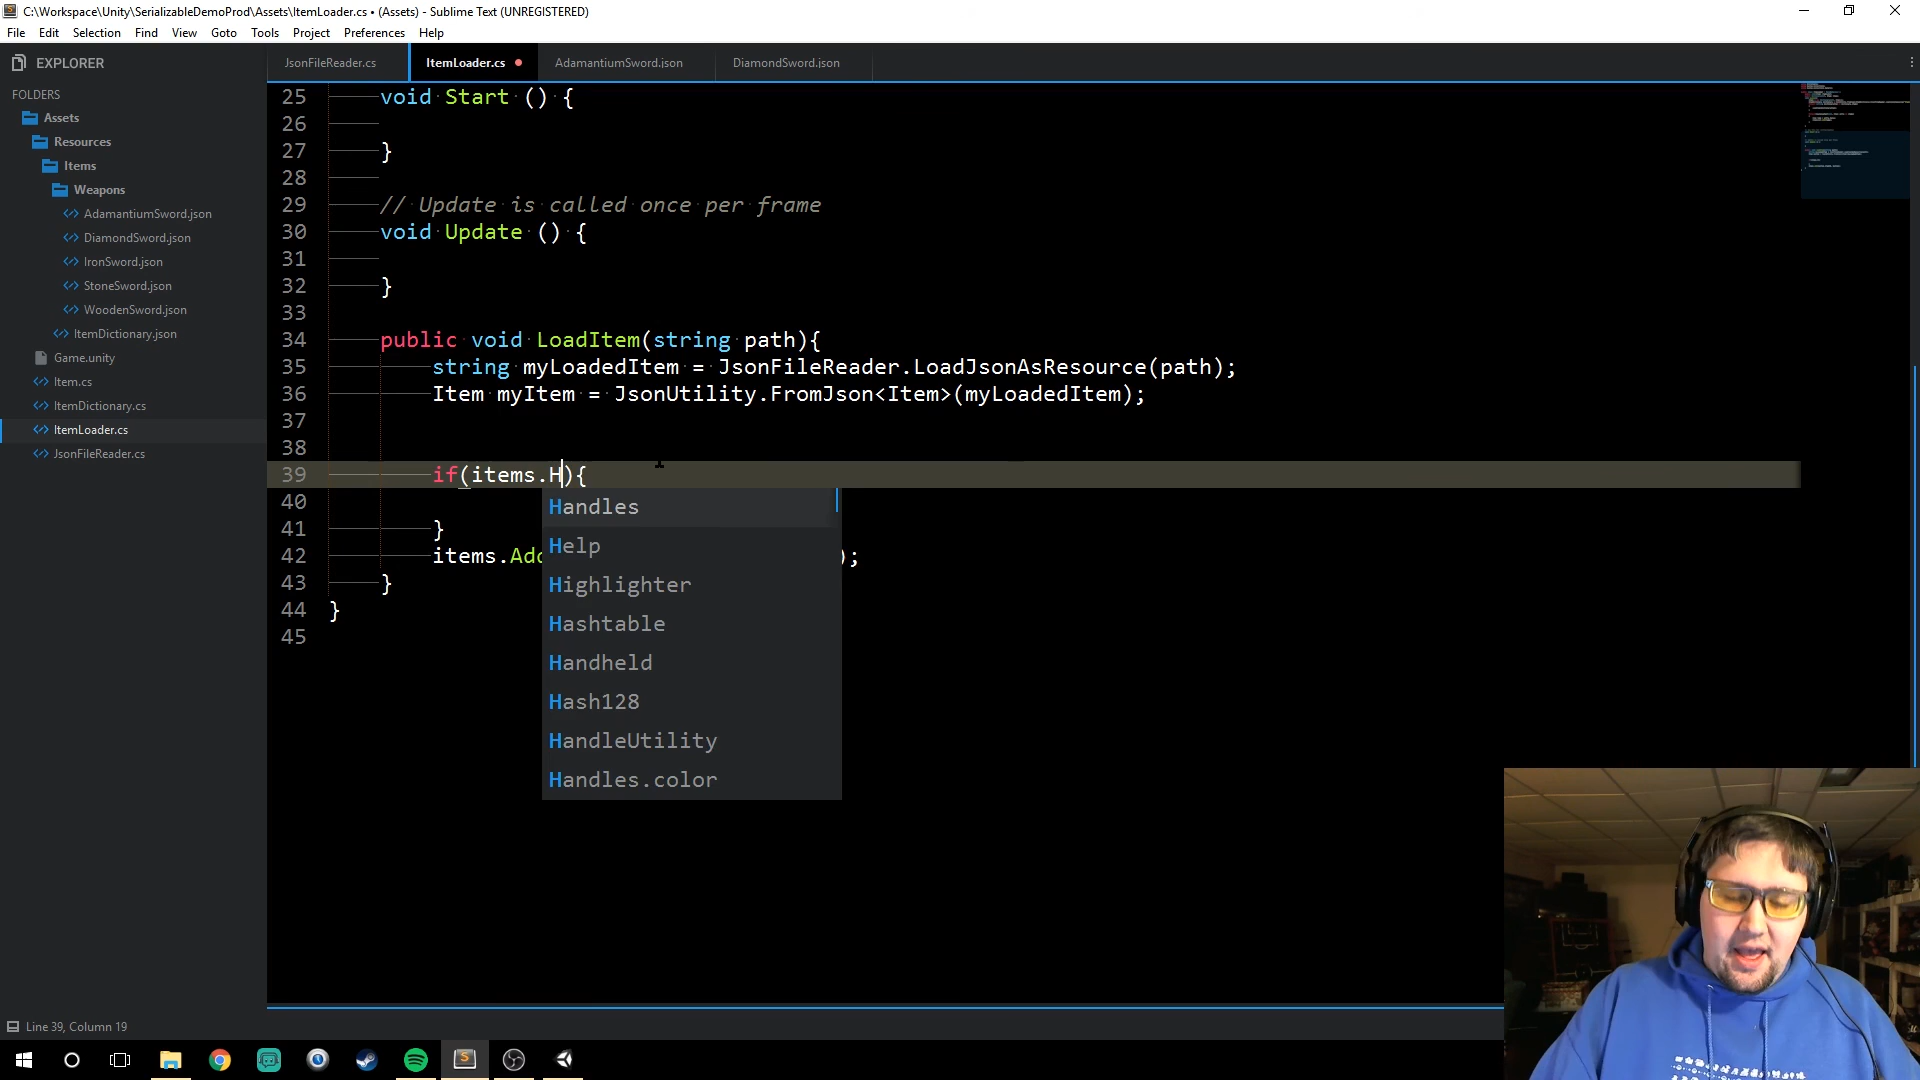 C:\Workspace\Unity\SerializableDemoProd\Assets\ItemLoader.cs • (Assets) - Sublime Text (UNREGISTERED)
File Edit Selection Find View Goto Tools Project Preferences Help
EXPLORER
JsonFileReader.cs ItemLoader.cs AdamantiumSword.json DiamondSword.json
FOLDERS
Assets
Resources
Items
Weapons
AdamantiumSword.json
DiamondSword.json
IronSword.json
StoneSword.json
WoodenSword.json
ItemDictionary.json
Game.unity
Item.cs
ItemDictionary.cs
ItemLoader.cs
JsonFileReader.cs
25 void Start () {
26
27 }
28
29 // Update is called once per frame
30 void Update () {
31
32 }
33
34 public void LoadItem(string path){
35 string myLoadedItem = JsonFileReader.LoadJsonAsResource(path);
36 Item myItem = JsonUtility.FromJson<Item>(myLoadedItem);
37
38
39 if(items.H){
40
41 }
42 items.Add );
43 }
44 }
45
Handles
Help
Highlighter
Hashtable
Handheld
Hash128
HandleUtility
Handles.color
Line 39, Column 19